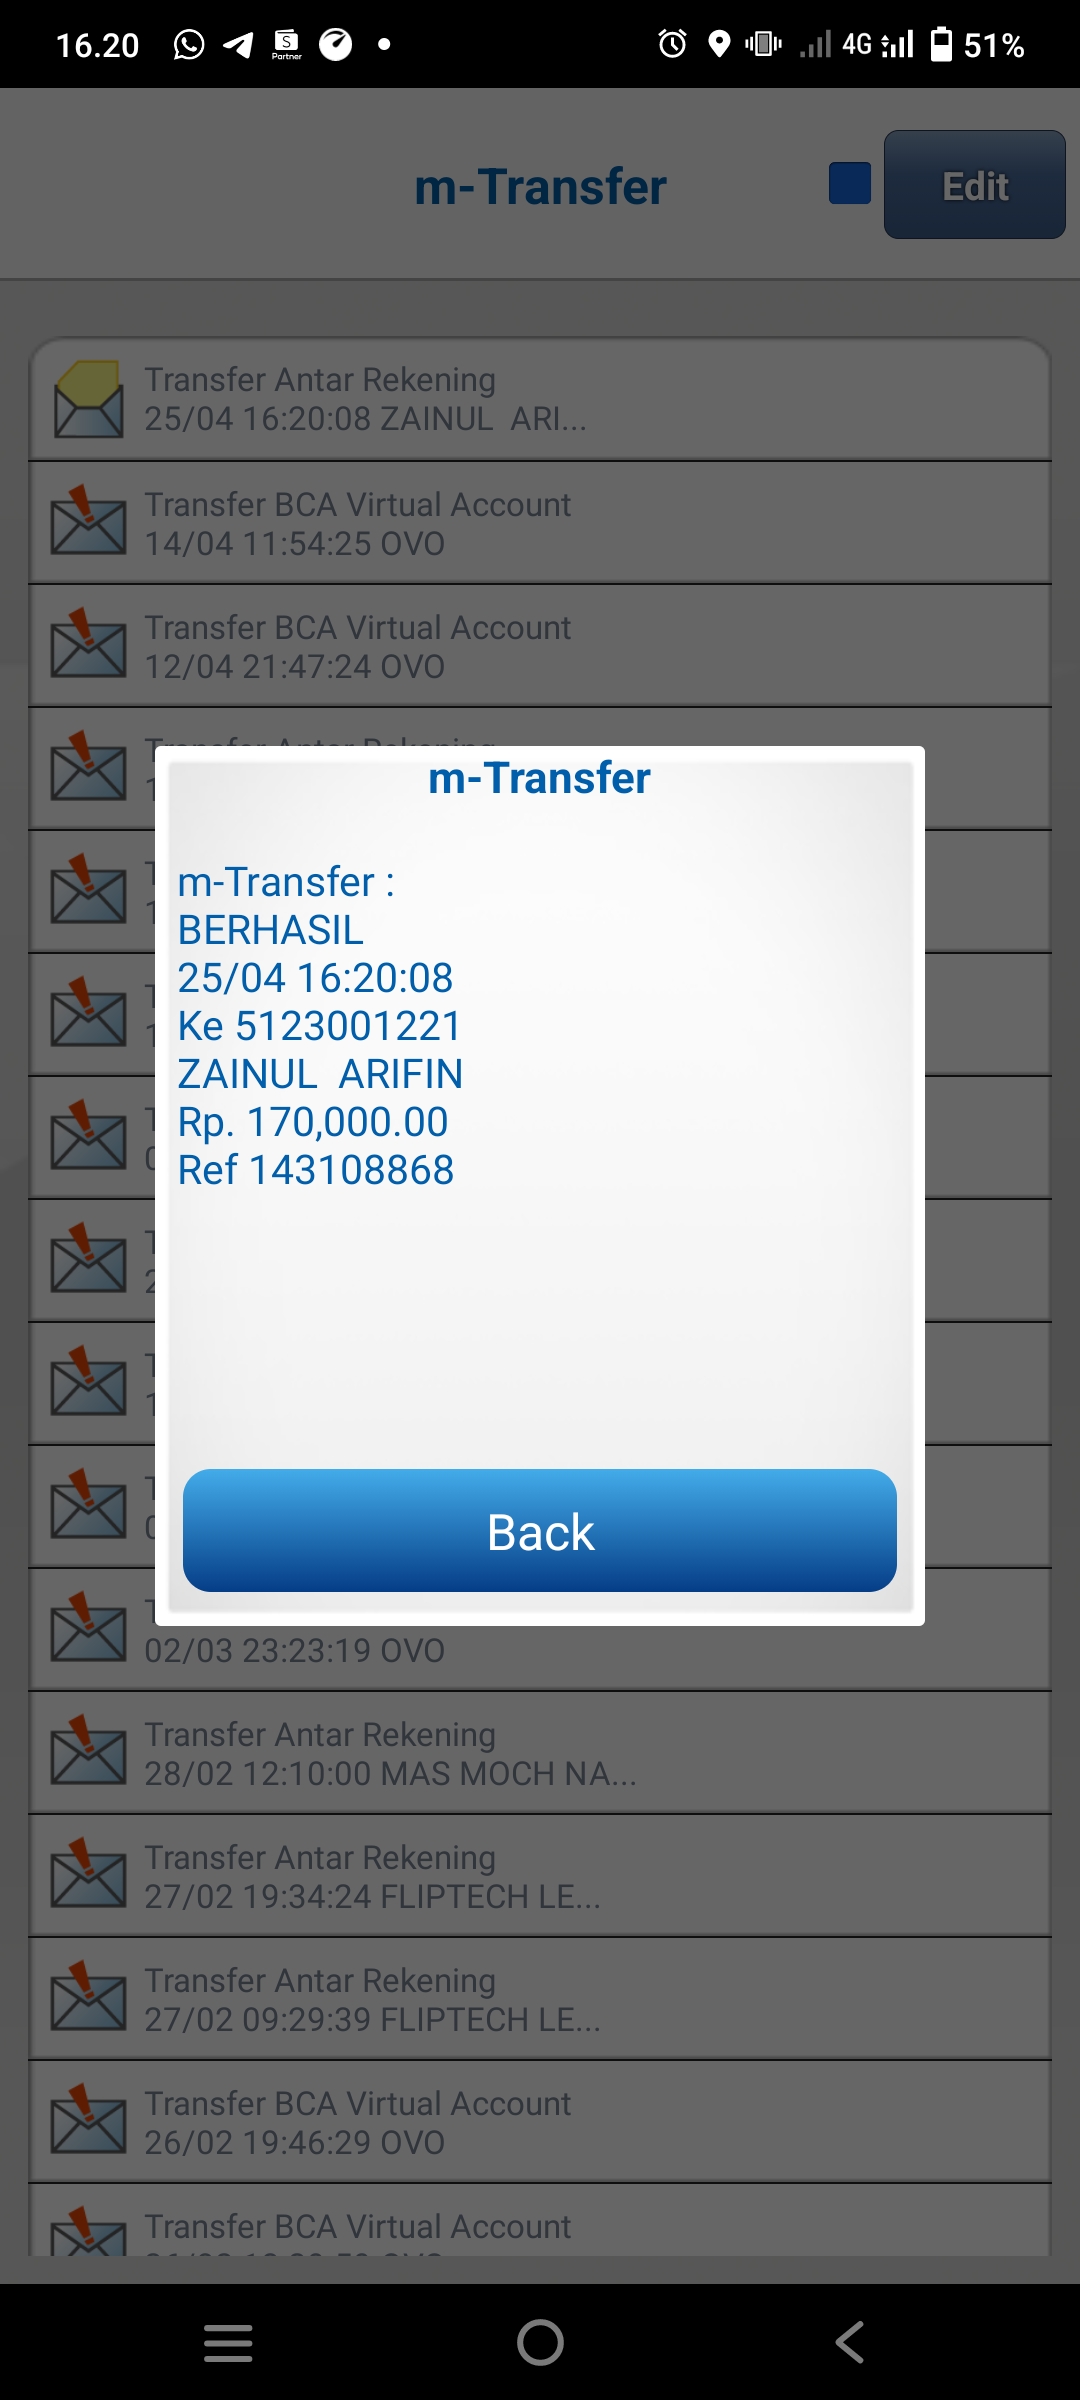 16.20
S
Partner
4G
51%
m-Transfer
Edit
Transfer Antar Rekening
25/04 16:20:08 ZAINUL  ARI...
Transfer BCA Virtual Account
14/04 11:54:25 OVO
Transfer BCA Virtual Account
12/04 21:47:24 OVO
m-Transfer
m-Transfer :
BERHASIL
25/04 16:20:08
Ke 5123001221
ZAINUL  ARIFIN
Rp. 170,000.00
Ref 143108868
Back
02/03 23:23:19 OVO
Transfer Antar Rekening
28/02 12:10:00 MAS MOCH NA...
Transfer Antar Rekening
27/02 19:34:24 FLIPTECH LE...
Transfer Antar Rekening
27/02 09:29:39 FLIPTECH LE...
Transfer BCA Virtual Account
26/02 19:46:29 OVO
Transfer BCA Virtual Account